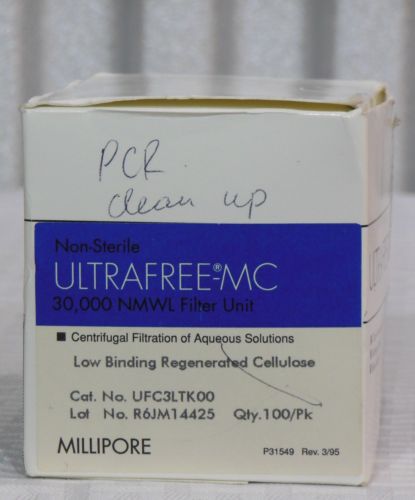 PCR
clean up
Non-Sterile
ULTRAFREE®-MC
30,000 NMWL Filter Unit
■ Centrifugal Filtration of Aqueous Solutions
Low Binding Regenerated Cellulose
Cat. No. UFC3LTK00
Lot No. R6JM14425 Qty.100/Pk
MILLIPORE
P31549 Rev. 3/95